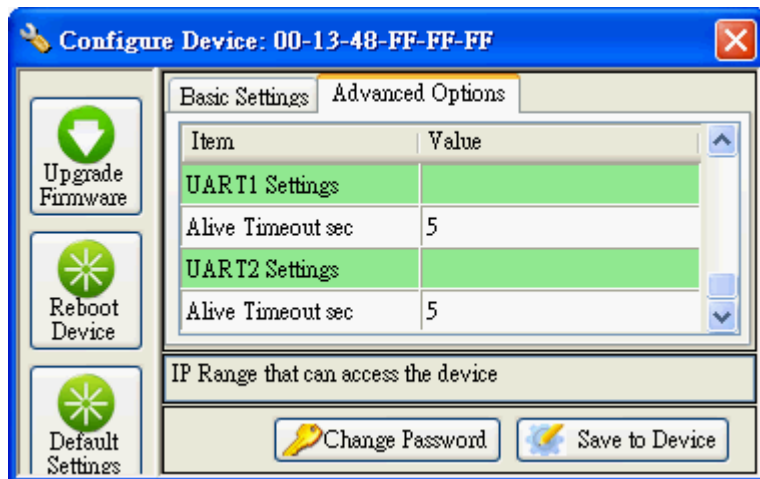 Configure Device: 00-13-48-FF-FF-FF
Upgrade
Firmware
Reboot
Device
Default
Settings
Basic Settings
Advanced Options
Item Value
UART1 Settings
Alive Timeout sec 5
UART2 Settings
Alive Timeout sec 5
IP Range that can access the device
Change Password
Save to Device